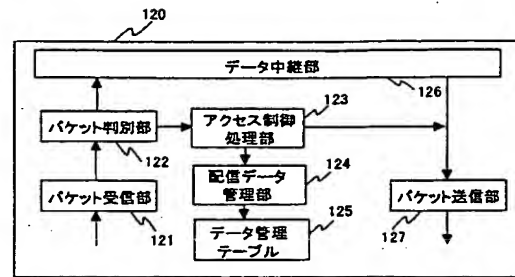 120
データ中継部
126
123
パケット判別部
アクセス制御
処理部
122
124
配信データ
管理部
パケット受信部
パケット送信部
125
121
データ管理
テーブル
127